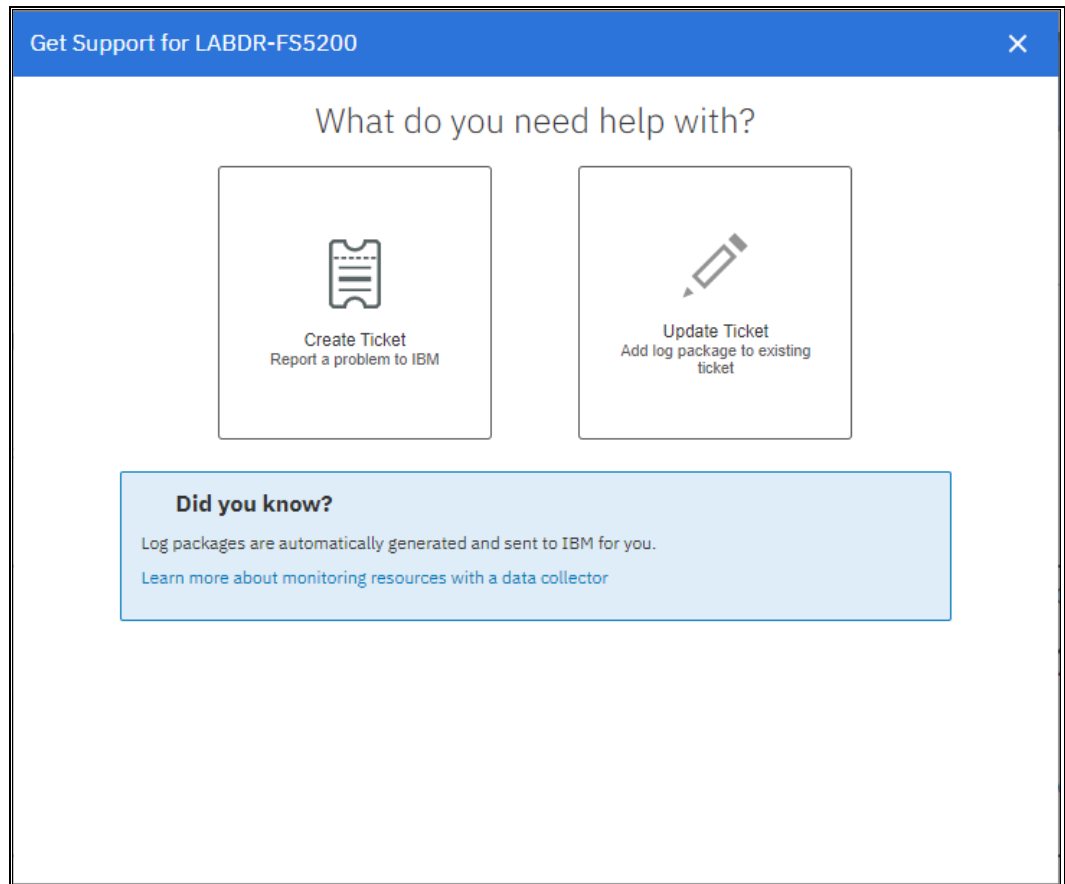 Get Support for LABDR-FS5200
What do you need help with?
Create Ticket
Report a problem to IBM
Update Ticket
Add log package to existing
ticket
Did you know?
Log packages are automatically generated and sent to IBM for you.
Learn more about monitoring resources with a data collector